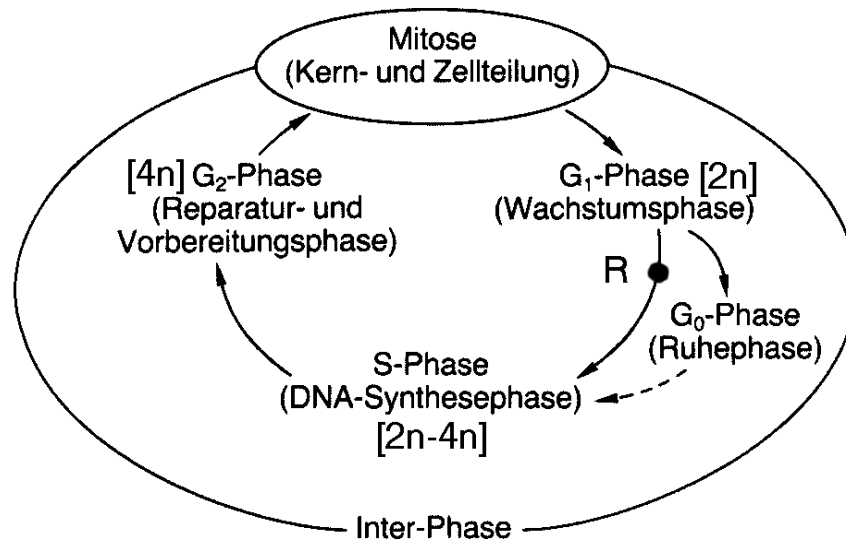 Mitose
(Kern- und Zellteilung)
[4n] G₂-Phase
(Reparatur- und
Vorbereitungsphase)
G₁-Phase [2n]
(Wachstumsphase)
R
G₀-Phase
(Ruhephase)
S-Phase
(DNA-Synthesephase)
[2n-4n]
Inter-Phase